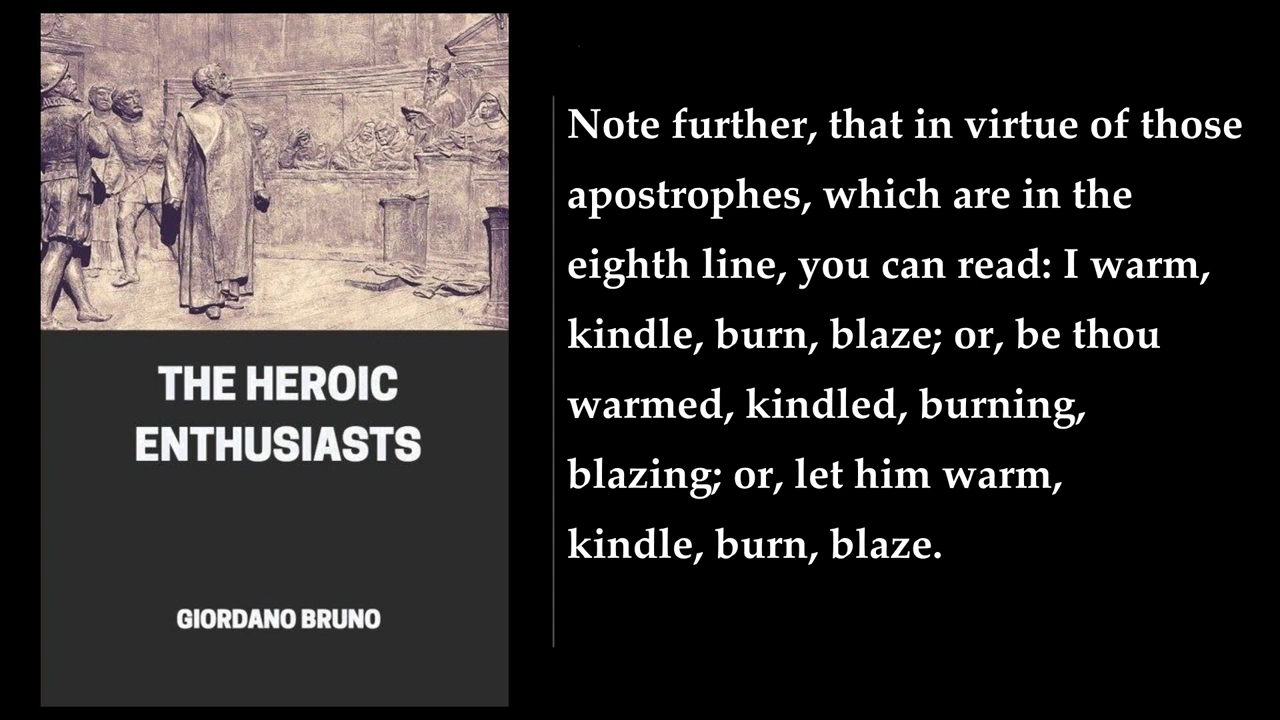 THE HEROIC
ENTHUSIASTS
GIORDANO BRUNO
Note further, that in virtue of those
apostrophes, which are in the
eighth line, you can read: I warm,
kindle, burn, blaze; or, be thou
warmed, kindled, burning,
blazing; or, let him warm,
kindle, burn, blaze.